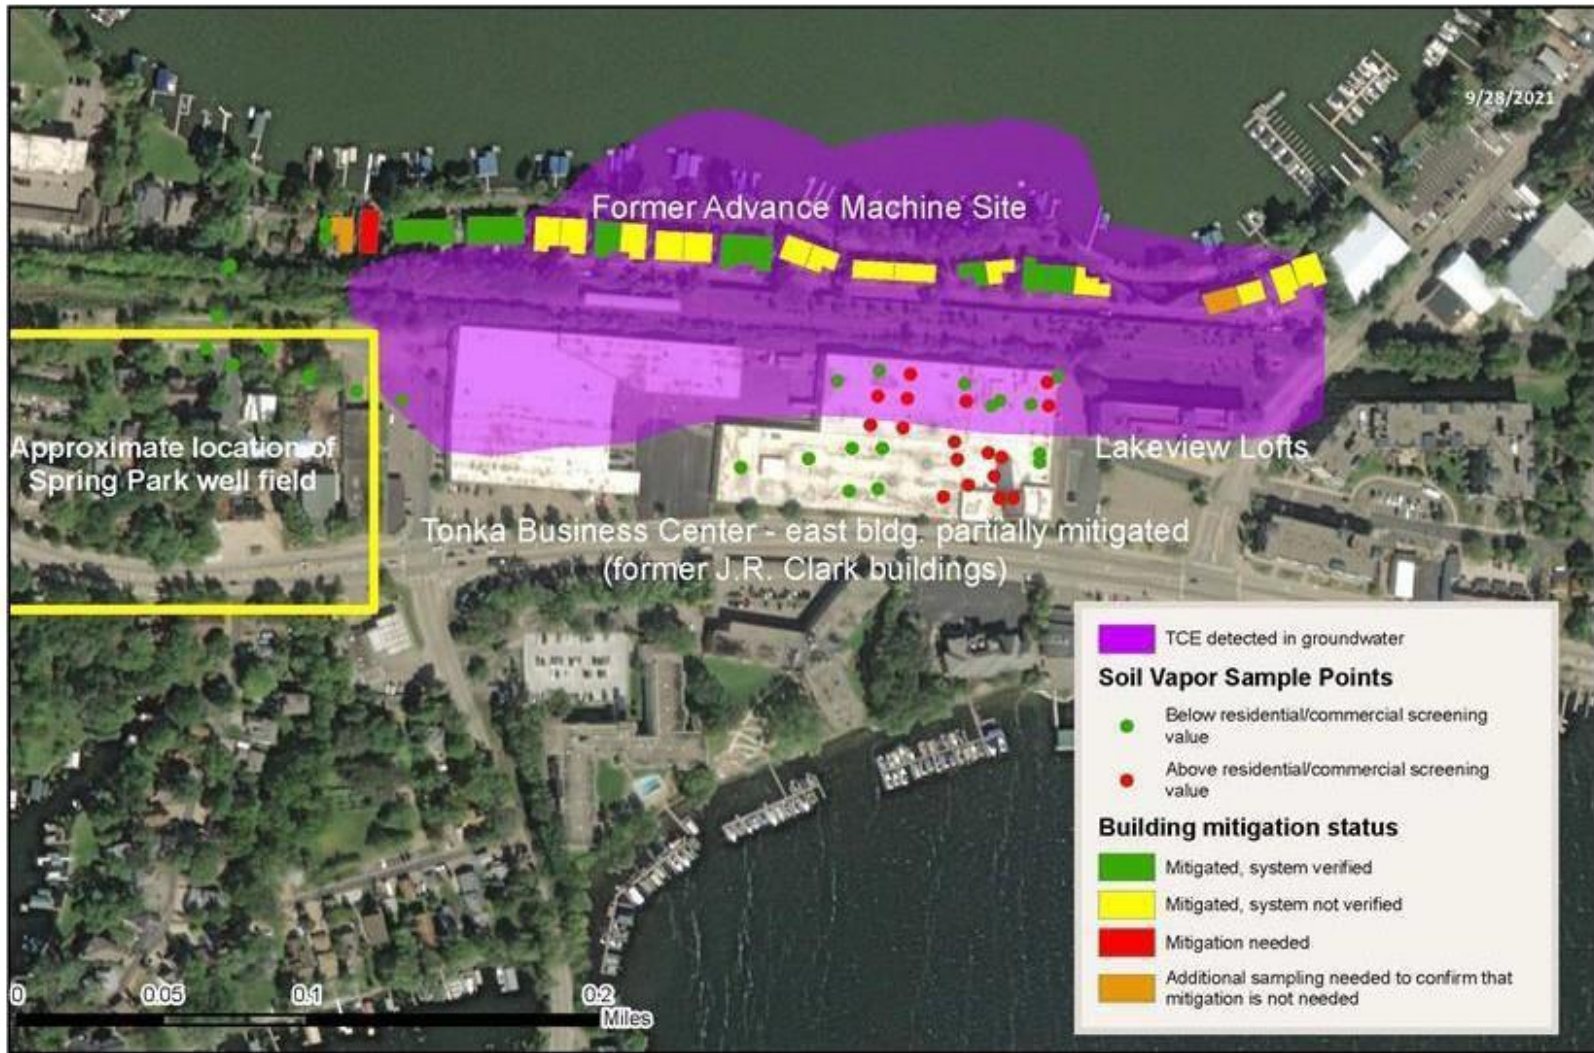 9/28/2021
Former Advance Machine Site
Approximate location of
Spring Park well field
Lakeview Lofts
Tonka Business Center - east bldg. partially mitigated
(former J.R. Clark buildings)
TCE detected in groundwater
Soil Vapor Sample Points
Below residential/commercial screening
value
Above residential/commercial screening
value
Building mitigation status
Mitigated, system verified
Mitigated, system not verified
Mitigation needed
Additional sampling needed to confirm that
mitigation is not needed
0 0.05 0.1 0.2
Miles